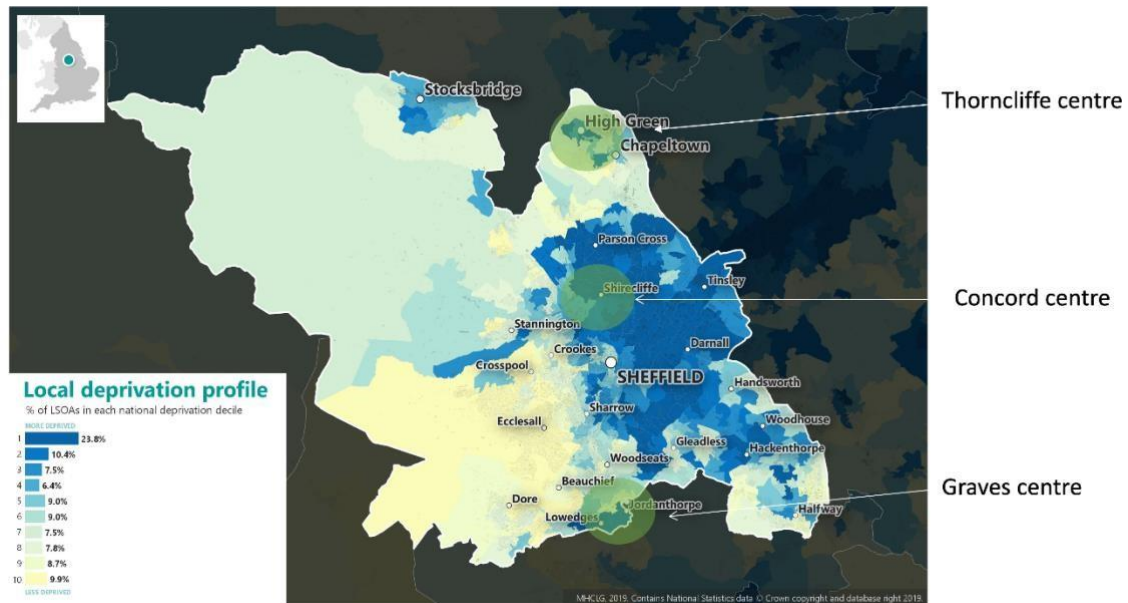 Stocksbridge
High Green
Chapeltown
Thorncliffe centre
Parson Cross
Shirecliffe
Tinsley
Concord centre
Stannington
Crookes
Darnall
Crosspool
SHEFFIELD
Handsworth
Sharrow
Ecclesall
Woodhouse
Gleadless
Hackenthorpe
Woodseats
Beauchief
Graves centre
Dore
Jordanthorpe
Lowedges
Halfway
Local deprivation profile
% of LSOAs in each national deprivation decile
MORE DEPRIVED
1 23.8%
2 10.4%
3 7.5%
4 6.4%
5 9.0%
6 9.0%
7 7.5%
8 7.8%
9 8.7%
10 9.9%
LESS DEPRIVED
MHCLG, 2019. Contains National Statistics data © Crown copyright and database right 2019.